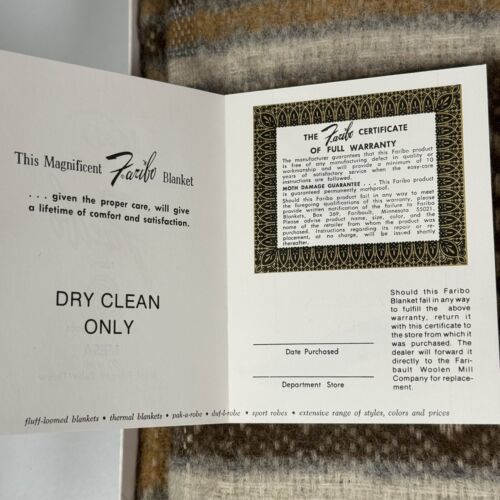 This Magnificent Faribo Blanket
. . . given the proper care, will give
a lifetime of comfort and satisfaction.
DRY CLEAN
ONLY
THE Faribo CERTIFICATE
OF FULL WARRANTY
The manufacturer guarantees that this Faribo product
is free of any manufacturing defect in quality or
workmanship and will provide a minimum of 10
years of satisfactory service when the easy-care
instructions are followed.
MOTH DAMAGE GUARANTEE . . . This Faribo product
is guaranteed permanently mothproof.
Should this Faribo product fail in any way to meet
the foregoing qualifications of this warranty, please
provide written notification of the failure to Faribo
Blankets, Box 369, Faribault, Minnesota 55021.
Please advise product name, size, color, and the
name of the retailer from whom the product was
purchased. Instructions regarding its repair or re-
placement, at no charge, will be issued shortly
thereafter.
Should this Faribo
Blanket fail in any way
to fulfill the above
warranty, return it
with this certificate to
the store from which it
was purchased. The
dealer will forward it
directly to the Fari-
bault Woolen Mill
Company for replace-
ment.
Date Purchased
Department Store
fluff-loomed blankets • thermal blankets • pak-a-robe • duf-l-robe • sport robes • extensive range of styles, colors and prices